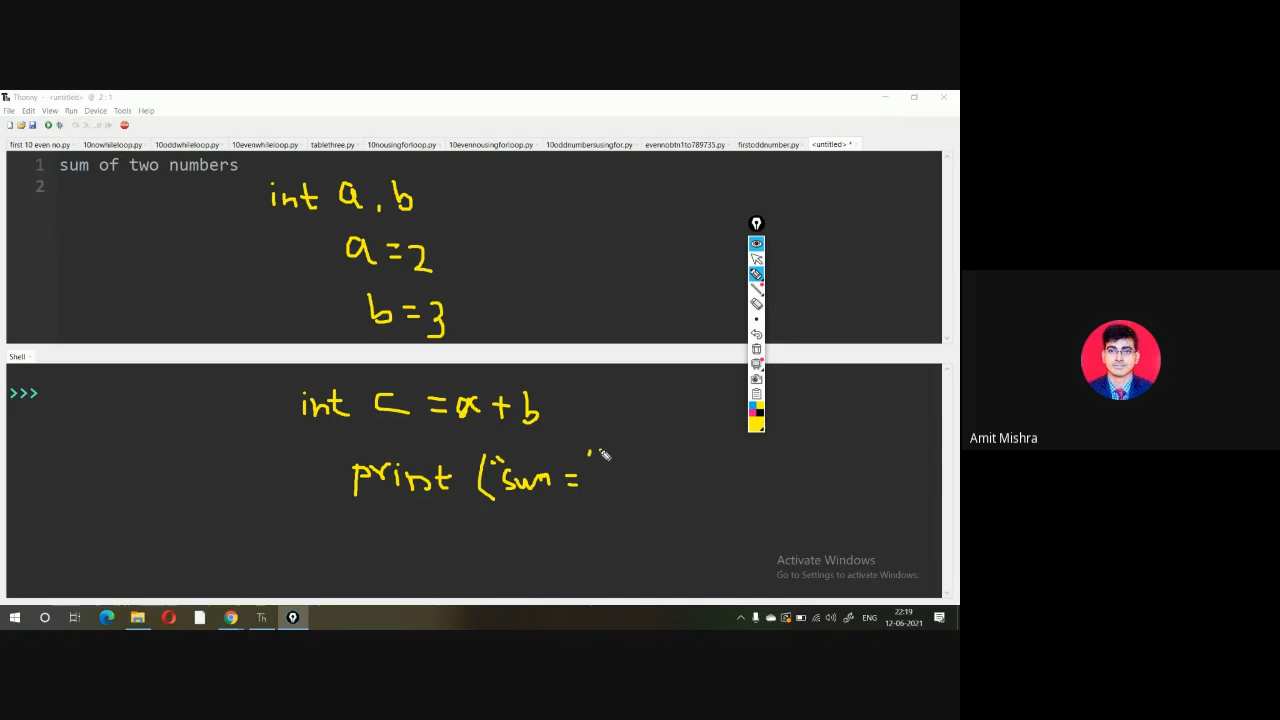 Thonny - <untitled> @ 2 : 1
File Edit View Run Device Tools Help
first 10 even no.py 10nowhileloop.py 10oddwhileloop.py 10evenwhileloop.py tablethree.py 10nousingforloop.py 10evennousingforloop.py 10oddnumbersusingfor.py evennobtn1to789735.py firstoddnumber.py <untitled> *
1 sum of two numbers
2
int a, b
a = 2
b = 3
Shell
>>>
int c = a + b
print ("sum = "
Amit Mishra
Activate Windows
Go to Settings to activate Windows.
Th ENG 22:19
12-06-2021